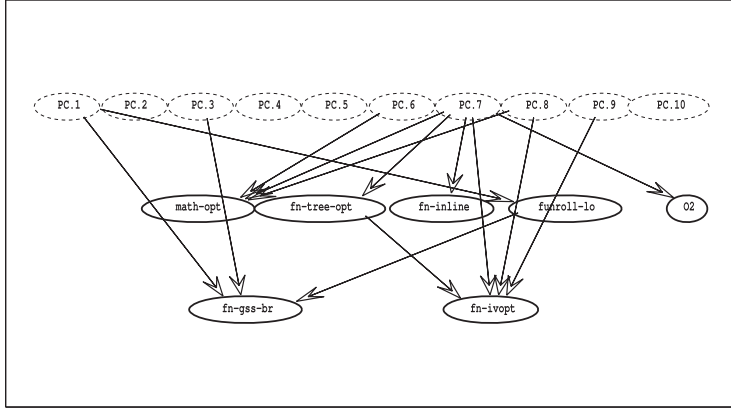 PC.1 PC.2 PC.3 PC.4 PC.5 PC.6 PC.7 PC.8 PC.9 PC.10
math-opt fn-tree-opt fn-inline funroll-lo O2
fn-gss-br fn-ivopt